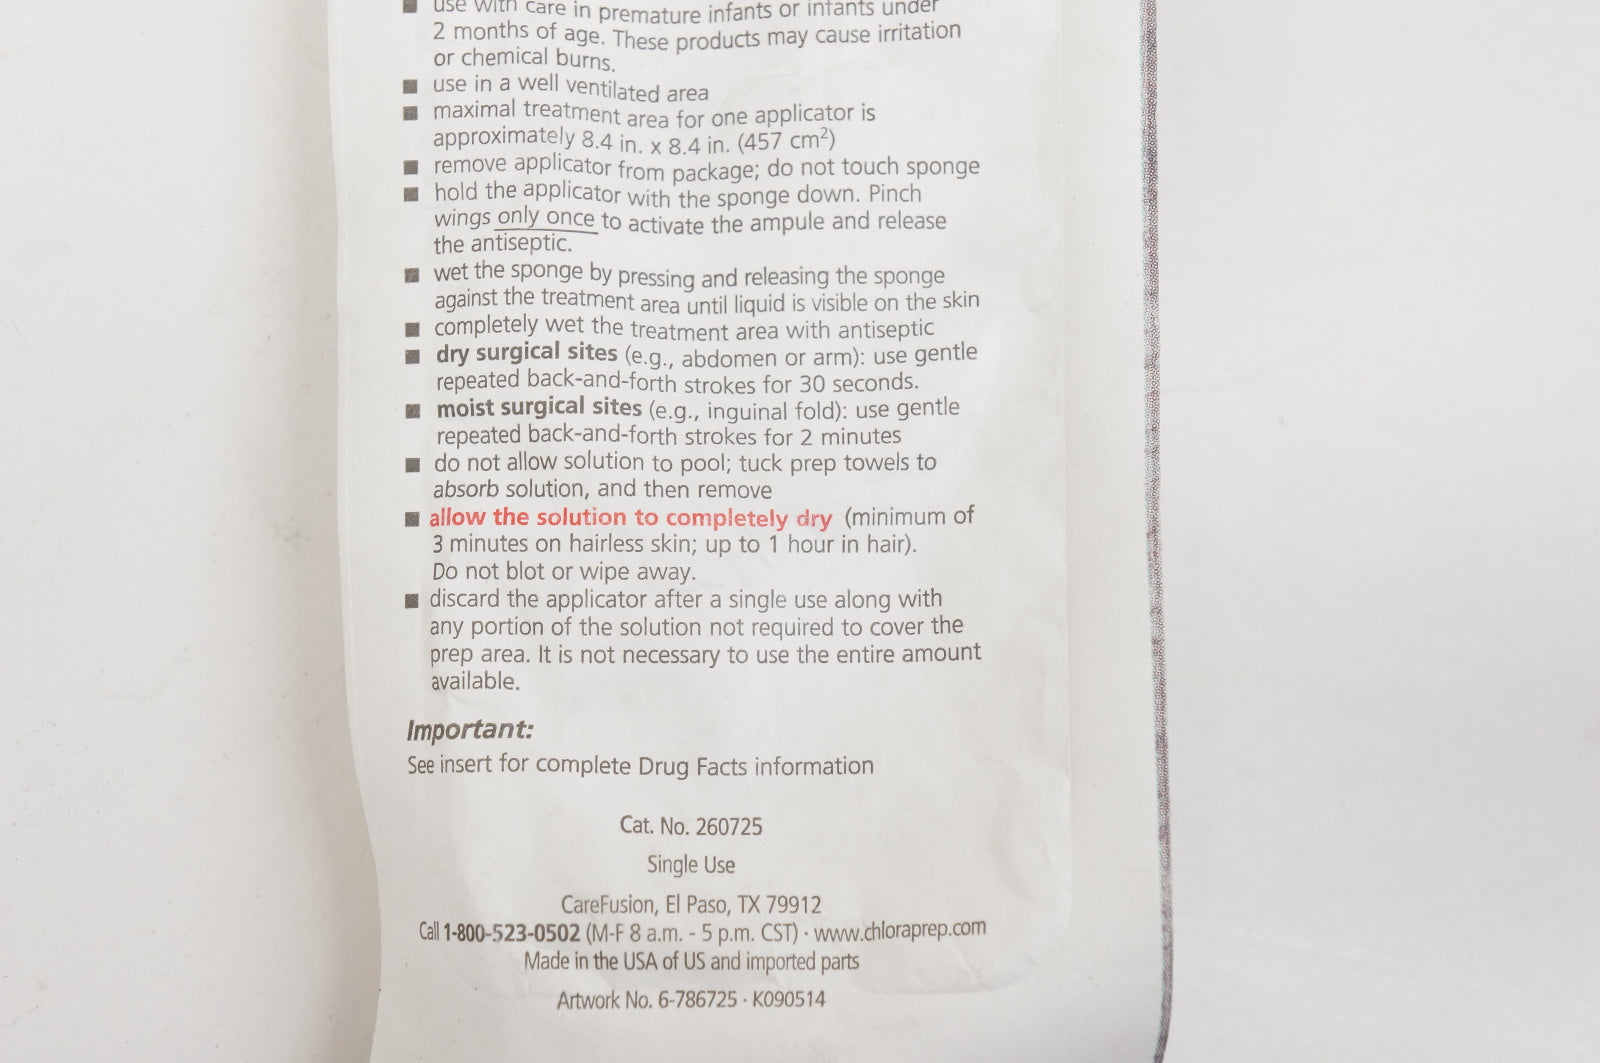 ■ use with care in premature infants or infants under
2 months of age. These products may cause irritation
or chemical burns.
■ use in a well ventilated area
■ maximal treatment area for one applicator is
approximately 8.4 in. x 8.4 in. (457 cm²)
■ remove applicator from package; do not touch sponge
■ hold the applicator with the sponge down. Pinch
wings only once to activate the ampule and release
the antiseptic.
■ wet the sponge by pressing and releasing the sponge
against the treatment area until liquid is visible on the skin
■ completely wet the treatment area with antiseptic
■ dry surgical sites (e.g., abdomen or arm): use gentle
repeated back-and-forth strokes for 30 seconds.
■ moist surgical sites (e.g., inguinal fold): use gentle
repeated back-and-forth strokes for 2 minutes
■ do not allow solution to pool; tuck prep towels to
absorb solution, and then remove
■ allow the solution to completely dry (minimum of
3 minutes on hairless skin; up to 1 hour in hair).
Do not blot or wipe away.
■ discard the applicator after a single use along with
any portion of the solution not required to cover the
prep area. It is not necessary to use the entire amount
available.
Important:
See insert for complete Drug Facts information
Cat. No. 260725
Single Use
CareFusion, El Paso, TX 79912
Call 1-800-523-0502 (M-F 8 a.m. - 5 p.m. CST) · www.chloraprep.com
Made in the USA of US and imported parts
Artwork No. 6-786725 · K090514